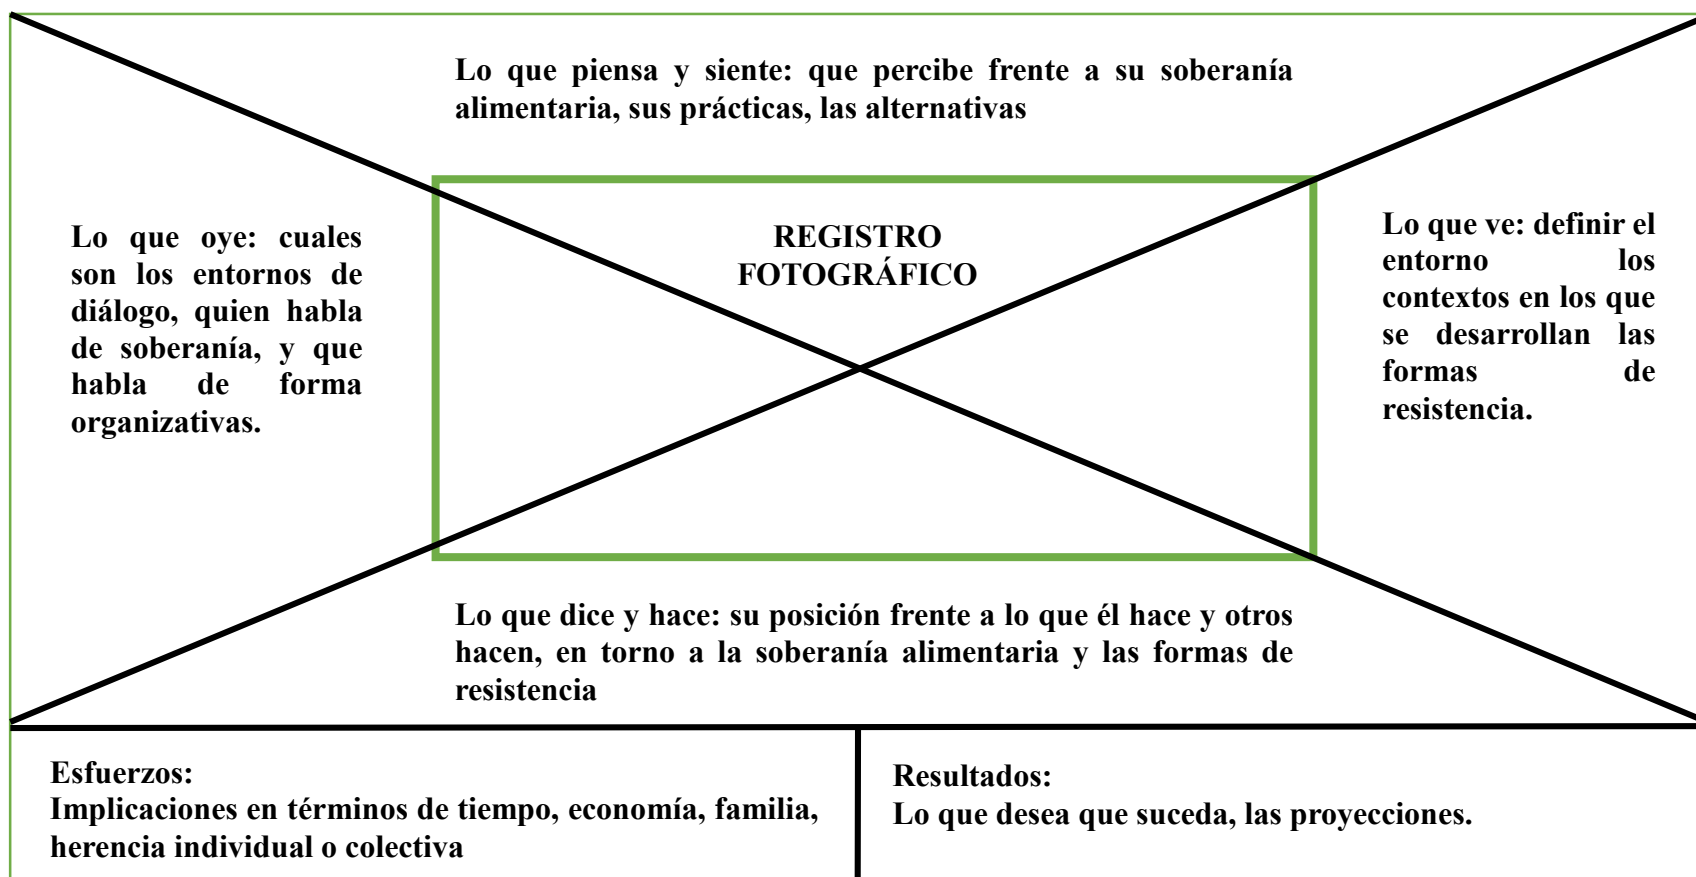 Lo que piensa y siente: que percibe frente a su soberanía
alimentaria, sus prácticas, las alternativas
Lo que oye: cuales
son los entornos de
diálogo, quien habla
de soberanía, y que
habla de forma
organizativas.
REGISTRO
FOTOGRÁFICO
Lo que ve: definir el
entorno los
contextos en los que
se desarrollan las
formas de
resistencia.
Lo que dice y hace: su posición frente a lo que él hace y otros
hacen, en torno a la soberanía alimentaria y las formas de
resistencia
Esfuerzos:
Implicaciones en términos de tiempo, economía, familia,
herencia individual o colectiva
Resultados:
Lo que desea que suceda, las proyecciones.